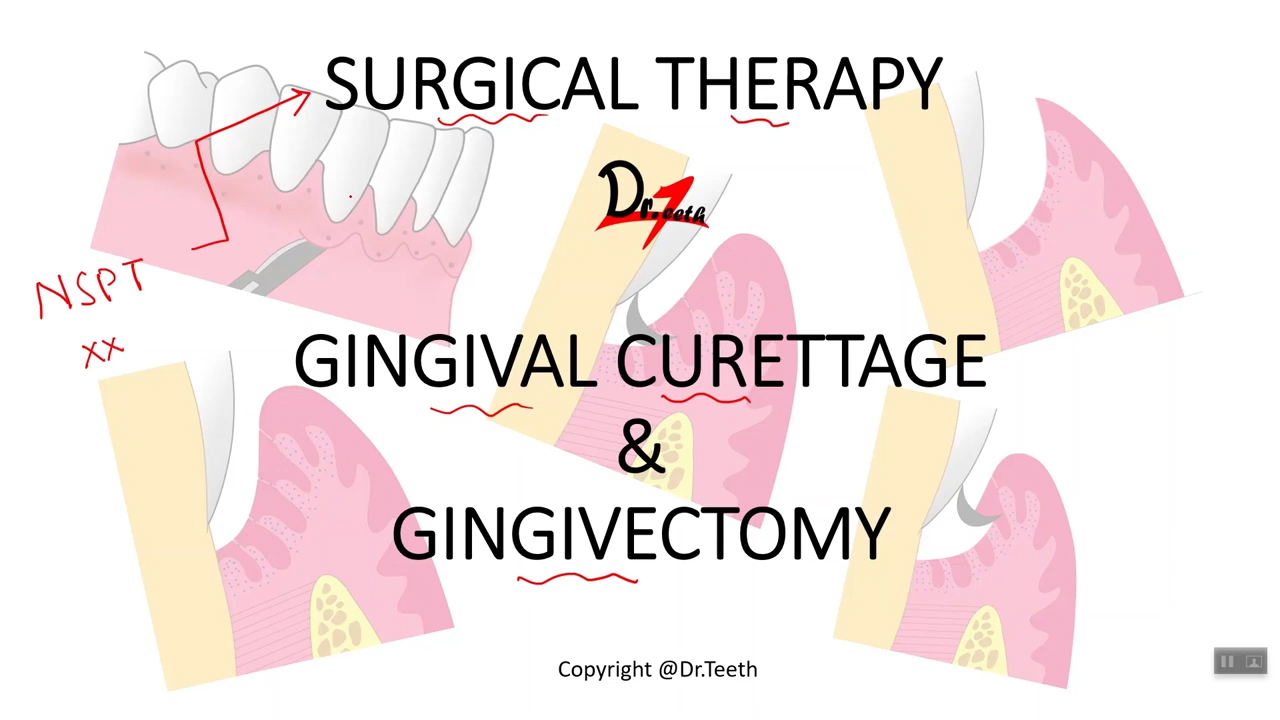 SURGICAL THERAPY
Dr.Teeth
NSPT
xx
GINGIVAL CURETTAGE
&
GINGIVECTOMY
Copyright @Dr.Teeth